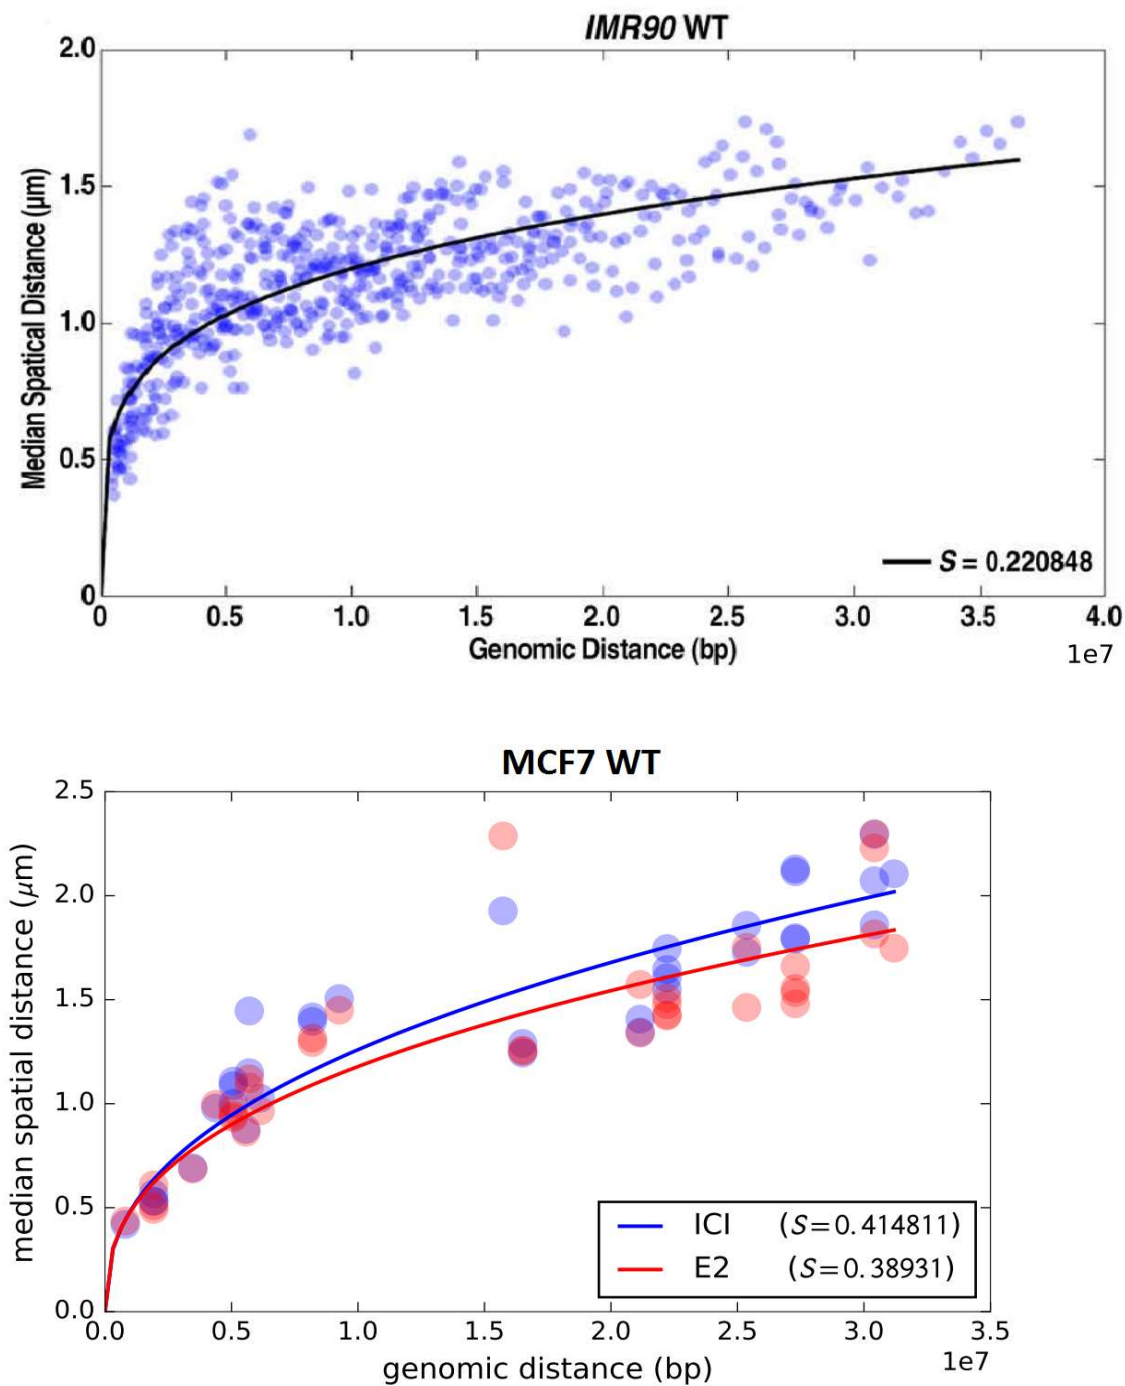 IMR90 WT
2.0
1.5
1.0
0.5
0
Median Spatical Distance (μm)
S = 0.220848
0 0.5 1.0 1.5 2.0 2.5 3.0 3.5 4.0
Genomic Distance (bp)
1e7
MCF7 WT
2.5
2.0
1.5
1.0
0.5
0.0
median spatial distance (μm)
ICI (S=0.414811)
E2 (S=0.38931)
0.0 0.5 1.0 1.5 2.0 2.5 3.0 3.5
genomic distance (bp)
1e7